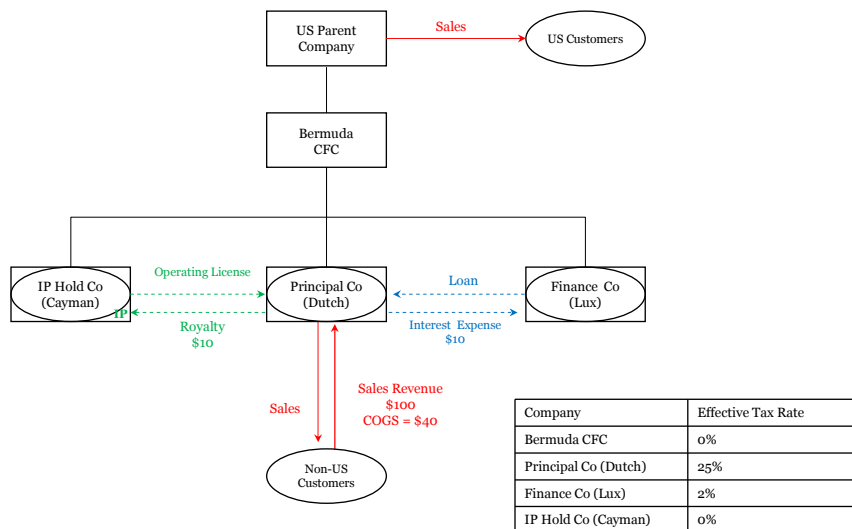 US Parent
Company
Sales
US Customers
Bermuda
CFC
Operating License
Loan
IP Hold Co
(Cayman)
Principal Co
(Dutch)
Finance Co
(Lux)
IP
Royalty
$10
Interest Expense
$10
Sales
Sales Revenue
$100
COGS = $40
Non-US
Customers
Company Effective Tax Rate
Bermuda CFC 0%
Principal Co (Dutch) 25%
Finance Co (Lux) 2%
IP Hold Co (Cayman) 0%